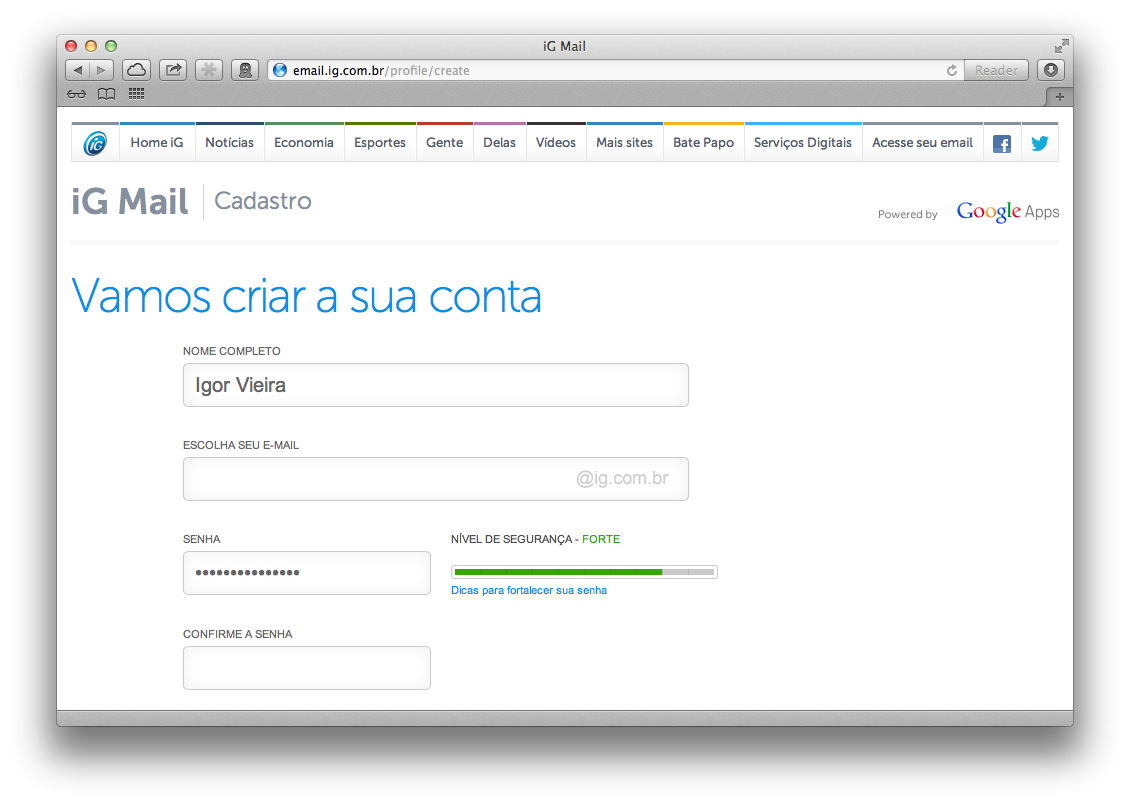 iG Mail
email.ig.com.br/profile/create
Reader
iG Home iG Notícias Economia Esportes Gente Delas Vídeos Mais sites Bate Papo Serviços Digitais Acesse seu email
iG Mail Cadastro
Powered by Google Apps
Vamos criar a sua conta
NOME COMPLETO
Igor Vieira
ESCOLHA SEU E-MAIL
@ig.com.br
SENHA
NÍVEL DE SEGURANÇA - FORTE
•••••••••••••••
Dicas para fortalecer sua senha
CONFIRME A SENHA